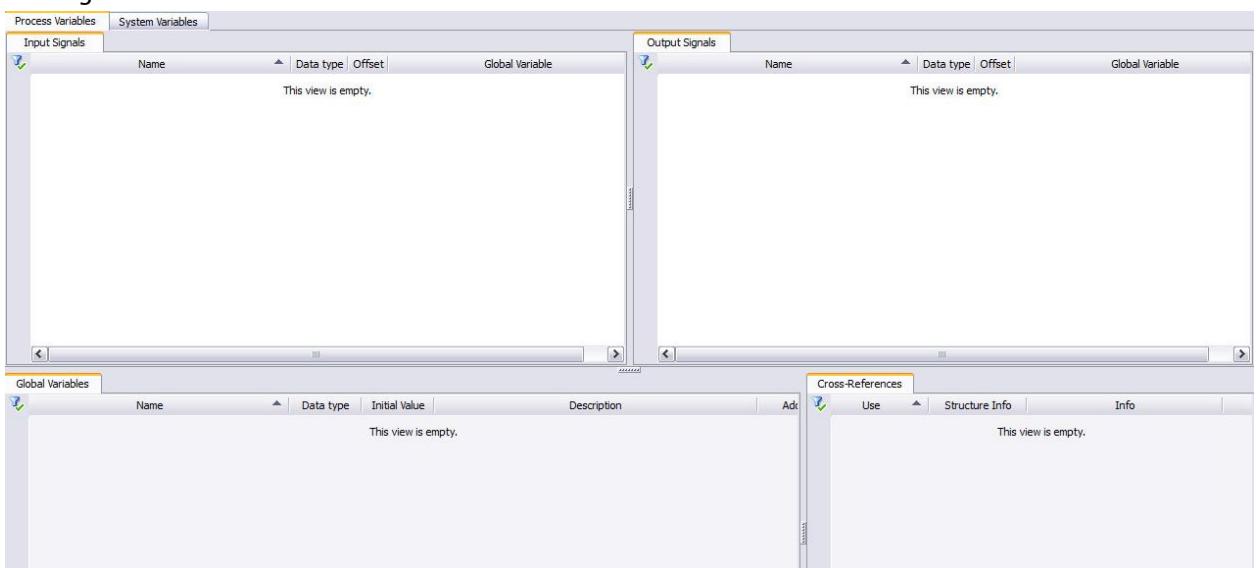 Process Variables System Variables
Input Signals
Name Data type Offset Global Variable
This view is empty.
Output Signals
Name Data type Offset Global Variable
This view is empty.
Global Variables
Name Data type Initial Value Description Adc
This view is empty.
Cross-References
Use Structure Info Info
This view is empty.